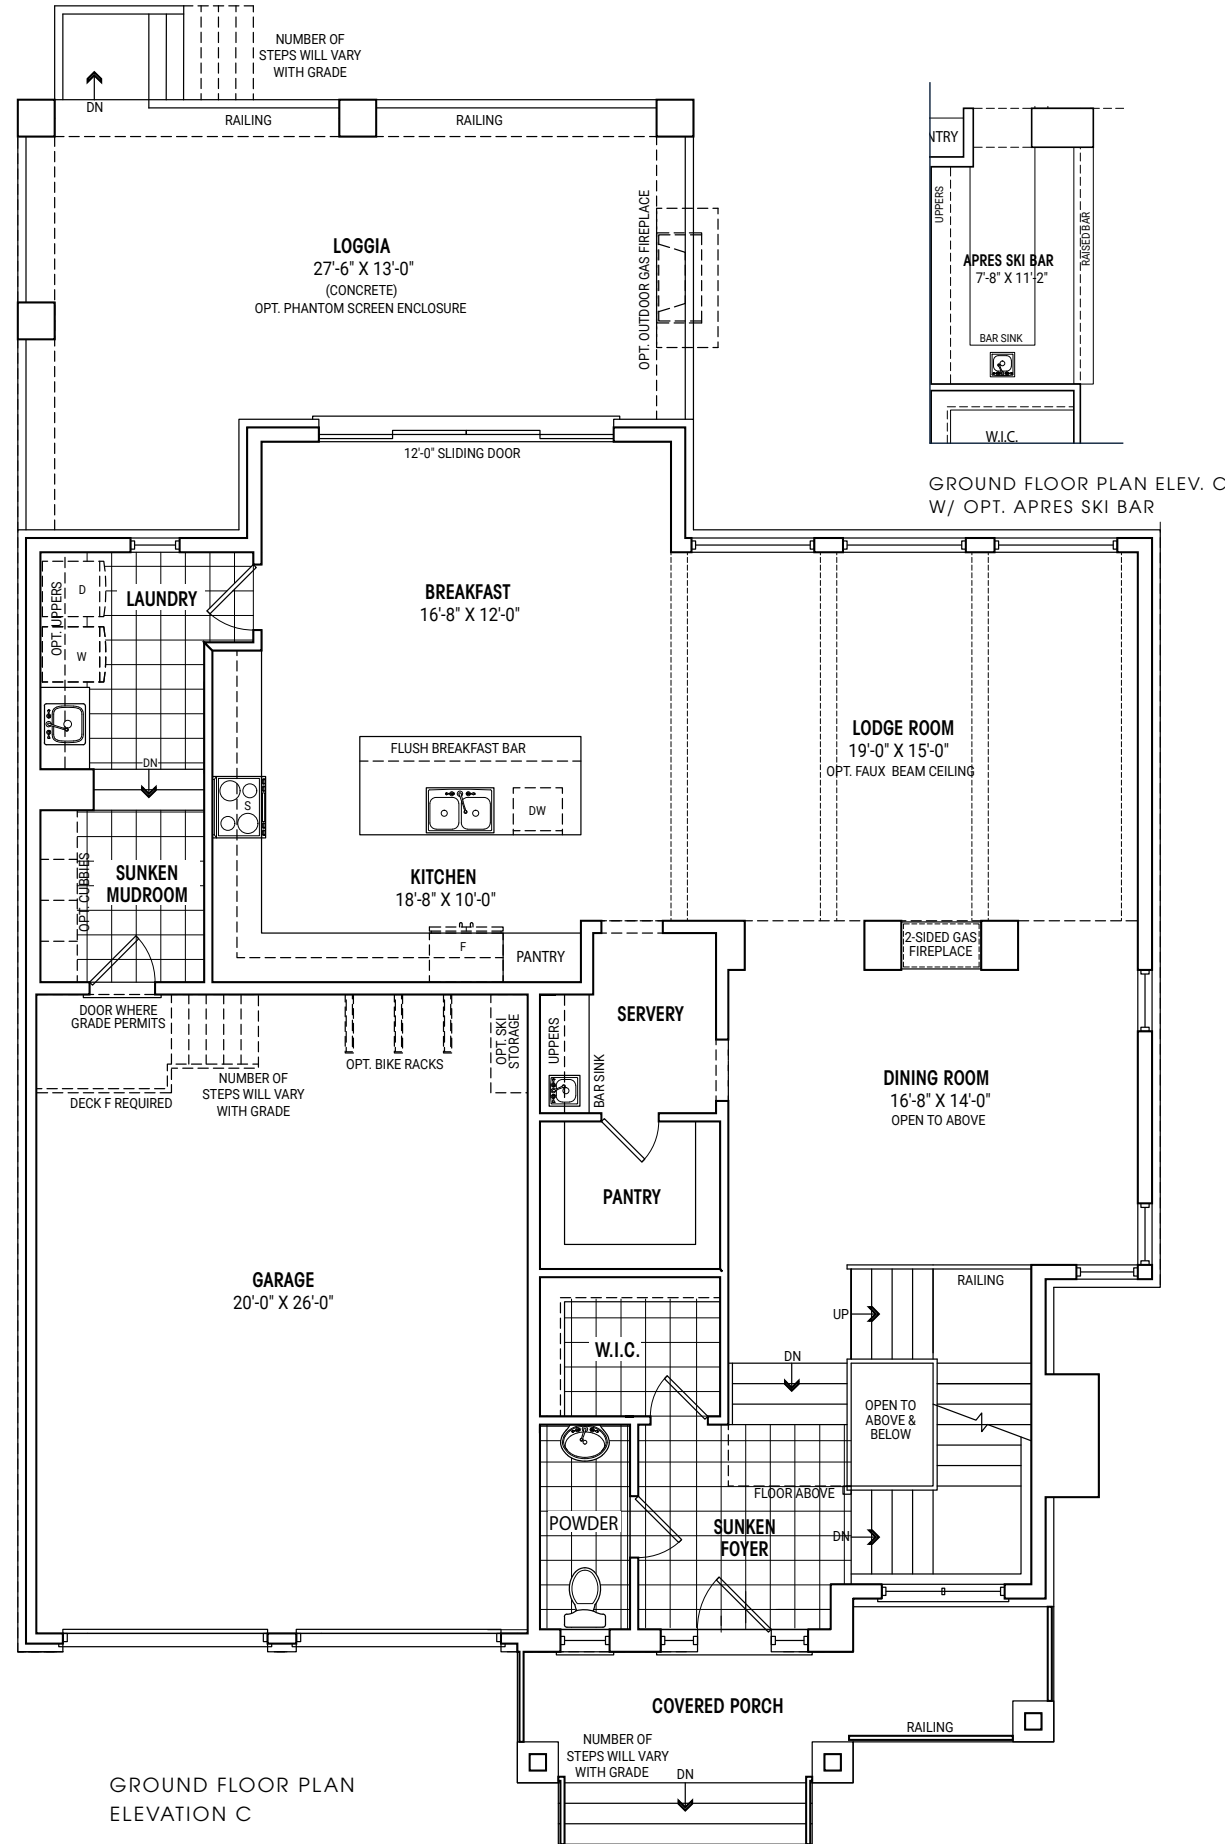 NUMBER OF
STEPS WILL VARY
WITH GRADE
DN
RAILING
RAILING
LOGGIA
27'-6" X 13'-0"
(CONCRETE)
OPT. PHANTOM SCREEN ENCLOSURE
OPT. OUTDOOR GAS FIREPLACE
NTRY
UPPERS
RAISED BAR
APRES SKI BAR
7'-8" X 11'-2"
BAR SINK
W.I.C.
GROUND FLOOR PLAN ELEV. C
W/ OPT. APRES SKI BAR
12'-0" SLIDING DOOR
D
OPT. UPPERS
LAUNDRY
W
BREAKFAST
16'-8" X 12'-0"
LODGE ROOM
19'-0" X 15'-0"
OPT. FAUX BEAM CEILING
FLUSH BREAKFAST BAR
DN
S
DW
SUNKEN
MUDROOM
OPT. CUBBIES
KITCHEN
18'-8" X 10'-0"
F
PANTRY
2-SIDED GAS
FIREPLACE
DOOR WHERE
GRADE PERMITS
DECK F REQUIRED
NUMBER OF
STEPS WILL VARY
WITH GRADE
OPT. BIKE RACKS
OPT. SKI
STORAGE
UPPERS
SERVERY
BAR SINK
DINING ROOM
16'-8" X 14'-0"
OPEN TO ABOVE
PANTRY
GARAGE
20'-0" X 26'-0"
RAILING
UP
W.I.C.
DN
OPEN TO
ABOVE &
BELOW
FLOOR ABOVE
POWDER
SUNKEN
FOYER
DN
COVERED PORCH
RAILING
NUMBER OF
STEPS WILL VARY
WITH GRADE
DN
GROUND FLOOR PLAN
ELEVATION C